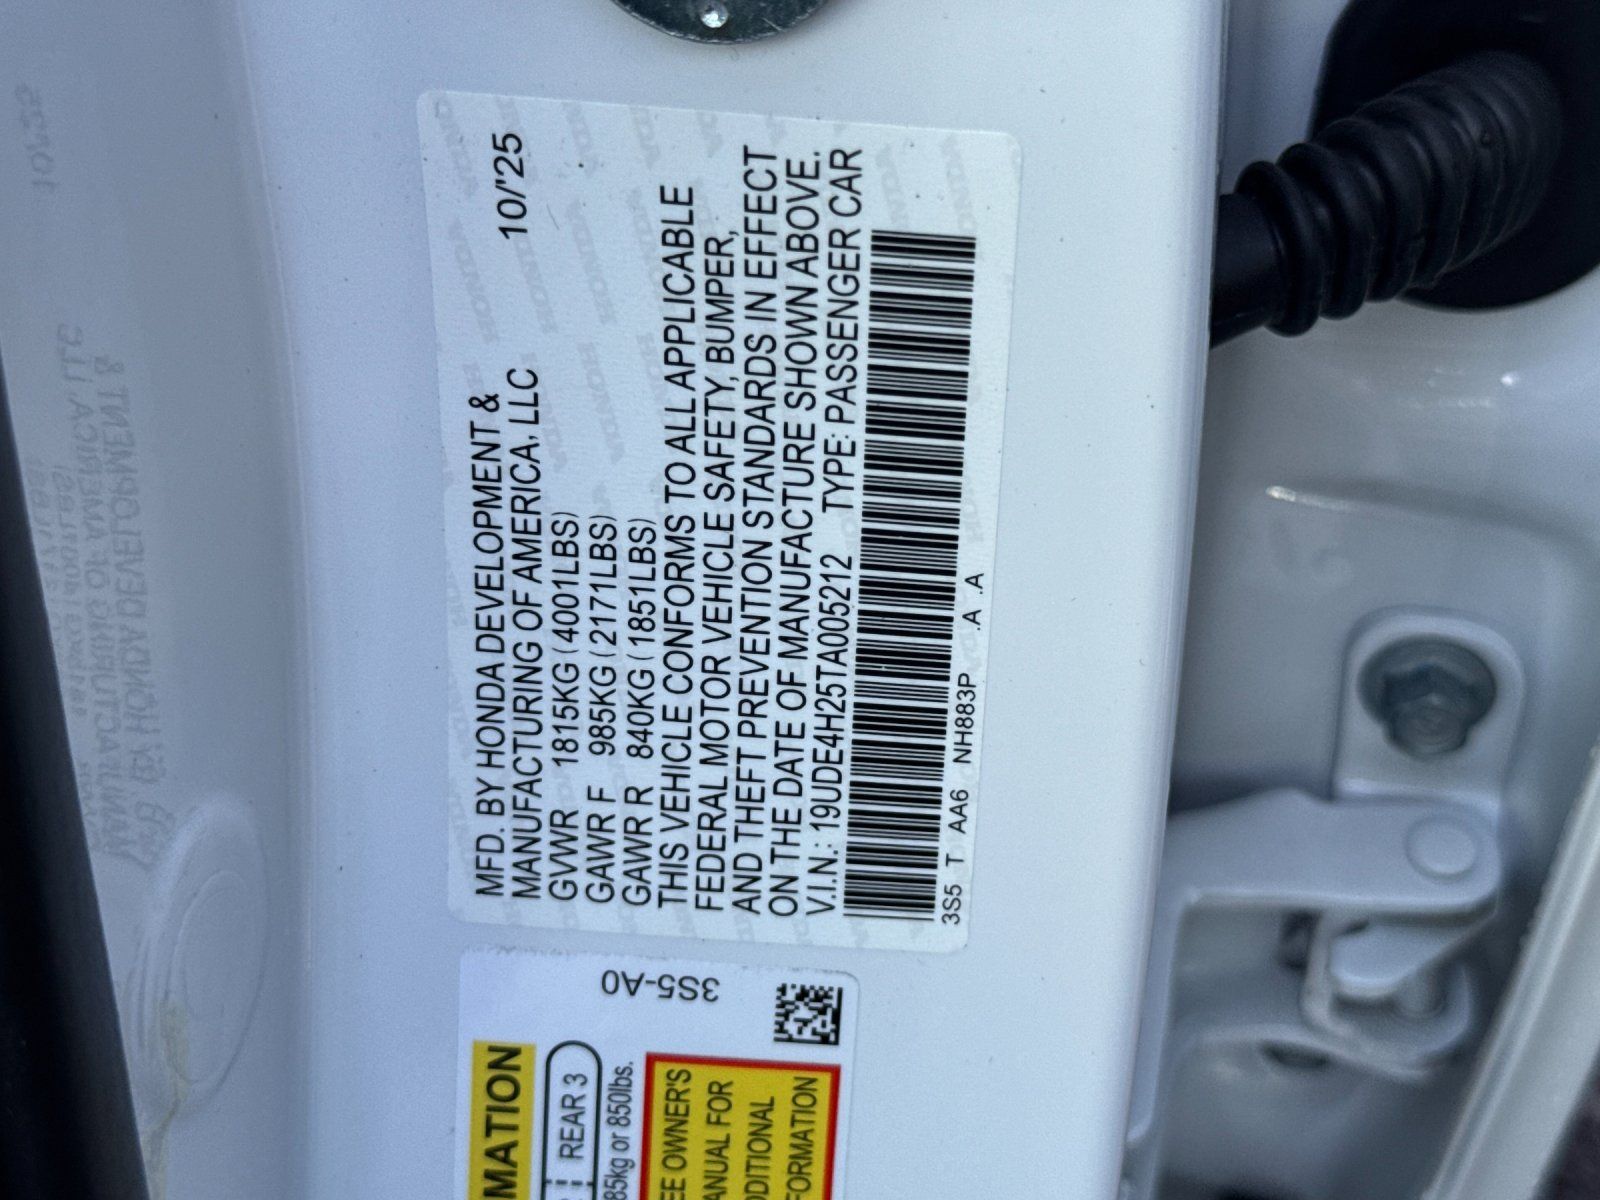 MFD. BY HONDA DEVELOPMENT &
MANUFACTURING OF AMERICA, LLC 10/'25
GVWR 1815KG (4001LBS)
GAWR F 985KG (2171LBS)
GAWR R 840KG (1851LBS)
THIS VEHICLE CONFORMS TO ALL APPLICABLE
FEDERAL MOTOR VEHICLE SAFETY, BUMPER,
AND THEFT PREVENTION STANDARDS IN EFFECT
ON THE DATE OF MANUFACTURE SHOWN ABOVE.
V.I.N.: 19UDE4H25TA005212 TYPE: PASSENGER CAR
3S5 T AA6 NH883P .A .A
3S5-A0
MATION
REAR 3
85kg or 850lbs.
EE OWNER'S
ANUAL FOR
DDITIONAL
FORMATION